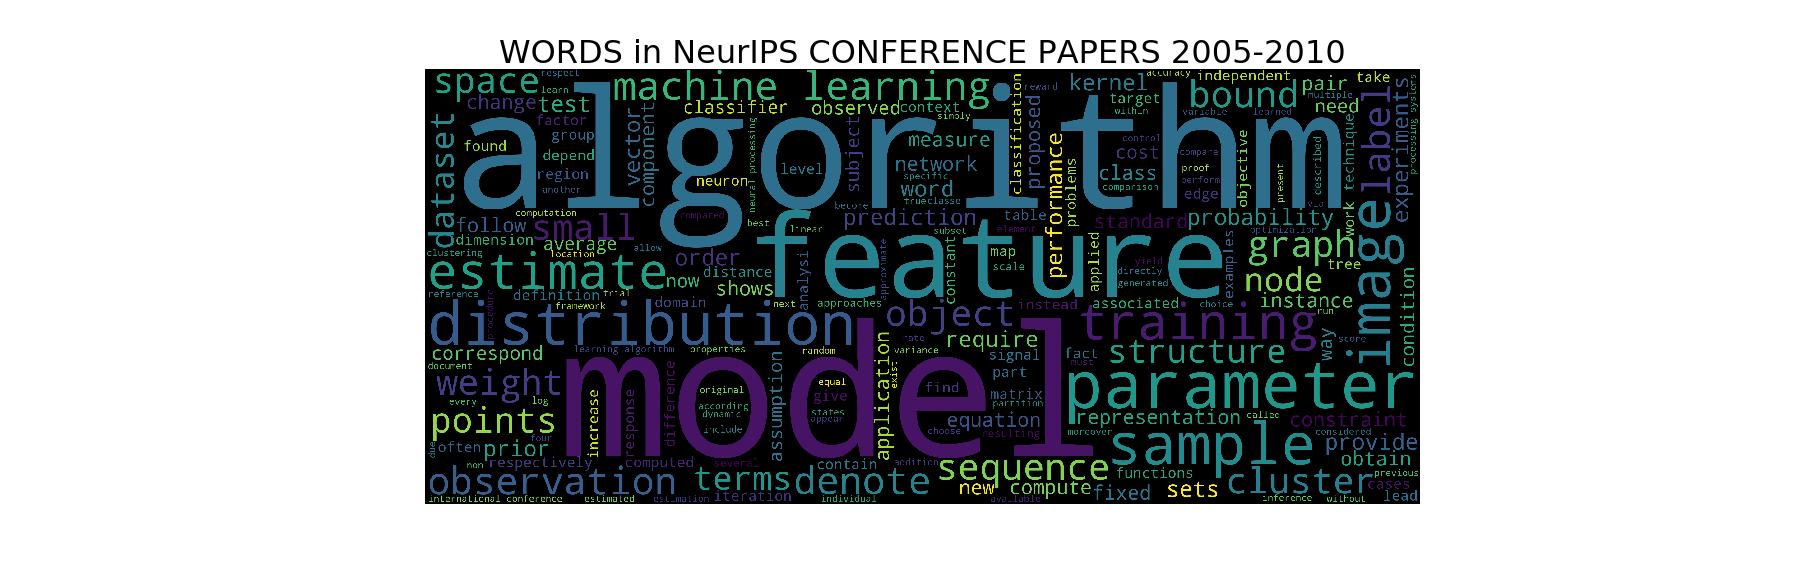 WORDS in NeurIPS CONFERENCE PAPERS 2005-2010
space
respect
learn
machine learning
kernel
accuracy
independent
pair
take
multiple
processing systems
change
test
factor
group
classifier
observed
context
simply
classification
reward
proposed
target
within
bound
variable
learned
need
technique
label
experiments
dataset
algorithm
found
depend
region
another
vector
component
neuron
neural processing
level
subject
measure
network
specific
word
trueclasse
become
problems
performance
control
cost
class
comparison
compare
proof
perform
edge
objective
present
via
described
work
image
computation
follow
small
compared
best
linear
prediction
table
subset
element
standard
probability
optimization
dimension
average
location
allow
clustering
order
feature
constant
map
scale
applied
yield
directly
generated
examples
graph
tree
node
estimate
now
distance
shows
analysi
approximate
reference
definition
trial
framework
procedure
domain
next
approaches
instead
associated
choice
instance
run
condition
distribution
object
training
score
way
correspond
learning algorithm
properties
random
rate
variance
require
signal
fact
must
structure
document
weight
model
original
equal
give
exist
find
part
matrix
partition
parameter
every
log
according
dynamic
states
appear
include
assumption
application
difference
points
increase
response
choose
equation
resulting
moreover
representation
called
constraint
due
often
four
prior
several
sample
considered
provide
non
respectively
computed
contain
addition
sequence
functions
obtain
previous
observation
terms
denote
new
compute
fixed
sets
cluster
cases
international conference
estimated
estimation
iteration
individual
available
inference
without
lead